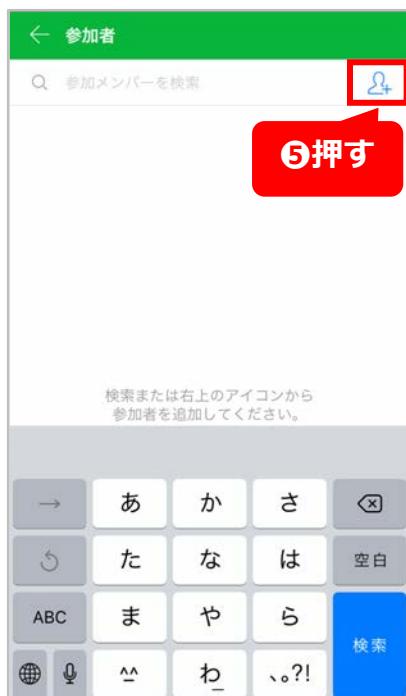 ← 参加者
参加メンバーを検索
❺押す
検索または右上のアイコンから
参加者を追加してください。
→ あ か さ
た な は 空白
ABC ま や ら
^^ わ_ 、。?! 検索